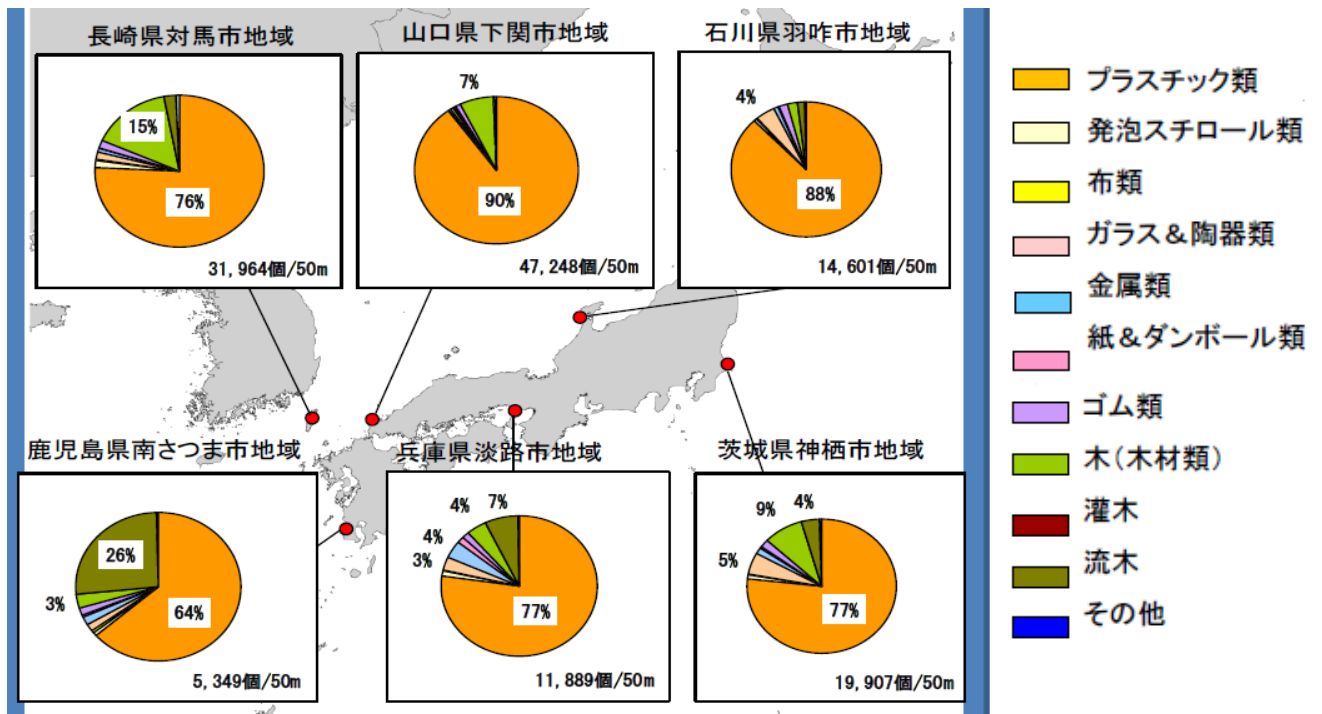 長崎県対馬市地域
15%
76%
31,964個/50m
山口県下関市地域
7%
90%
47,248個/50m
石川県羽咋市地域
4%
88%
14,601個/50m
鹿児島県南さつま市地域
26%
3%
64%
5,349個/50m
兵庫県淡路市地域
7%
4%
4%
3%
77%
11,889個/50m
茨城県神栖市地域
4%
9%
5%
77%
19,907個/50m
プラスチック類
発泡スチロール類
布類
ガラス＆陶器類
金属類
紙＆ダンボール類
ゴム類
木（木材類）
灌木
流木
その他